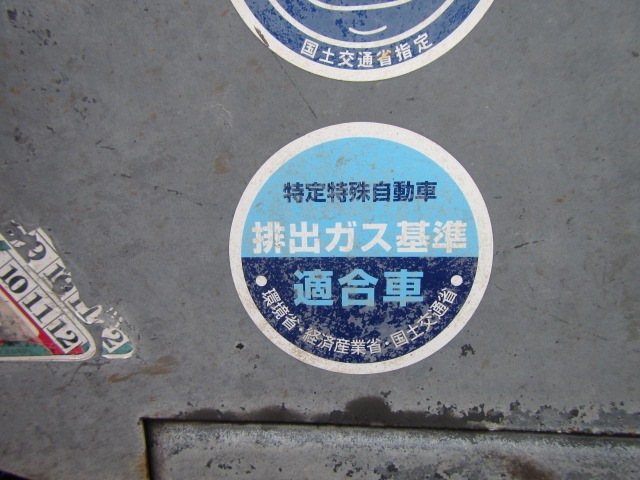 国土交通省指定
特定特殊自動車
排出ガス基準
適合車
環境省・経済産業省・国土交通省
10 11 12
2